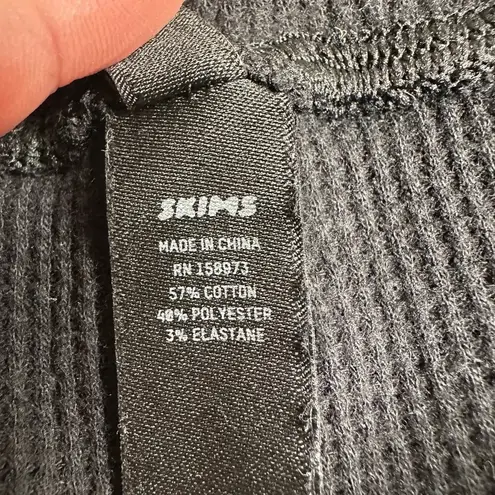 SKIMS
MADE IN CHINA
RN 158973
57% COTTON
40% POLYESTER
3% ELASTANE